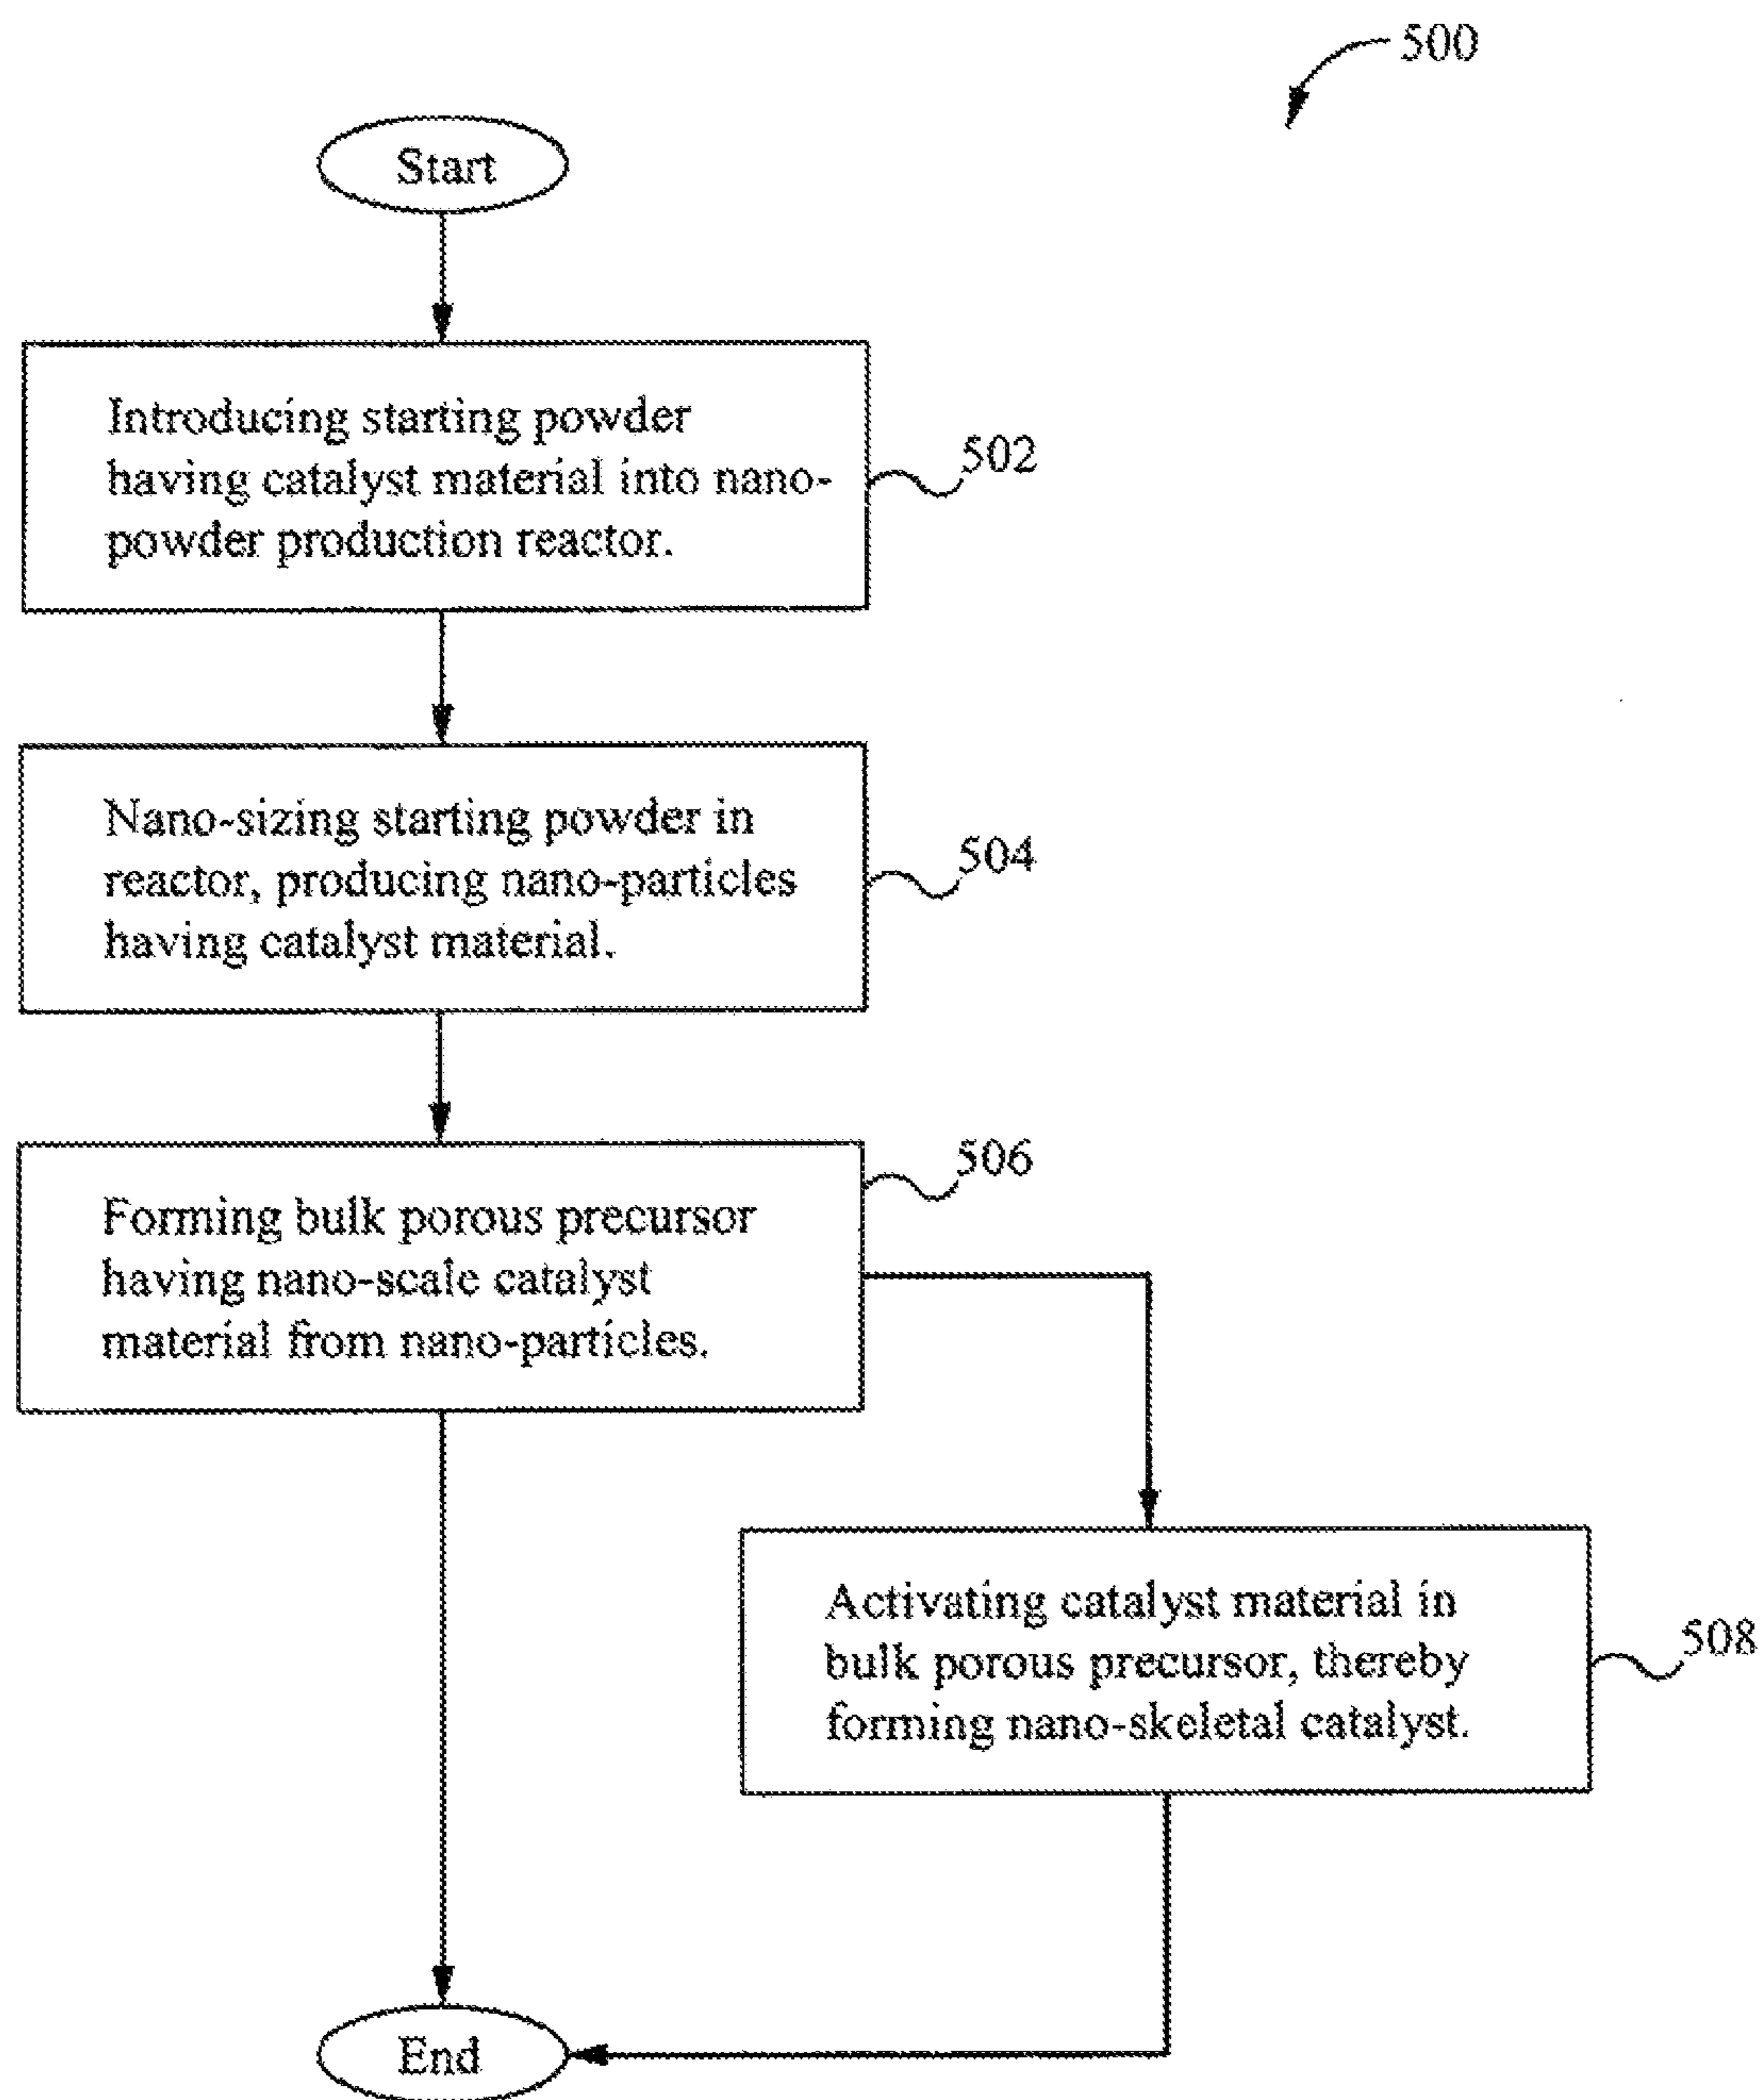 500
Start
Introducing starting powder
having catalyst material into nano-
powder production reactor.
502
Nano-sizing starting powder in
reactor, producing nano-particles
having catalyst material.
504
506
Forming bulk porous precursor
having nano-scale catalyst
material from nano-particles.
Activating catalyst material in
bulk porous precursor, thereby
forming nano-skeletal catalyst.
508
End